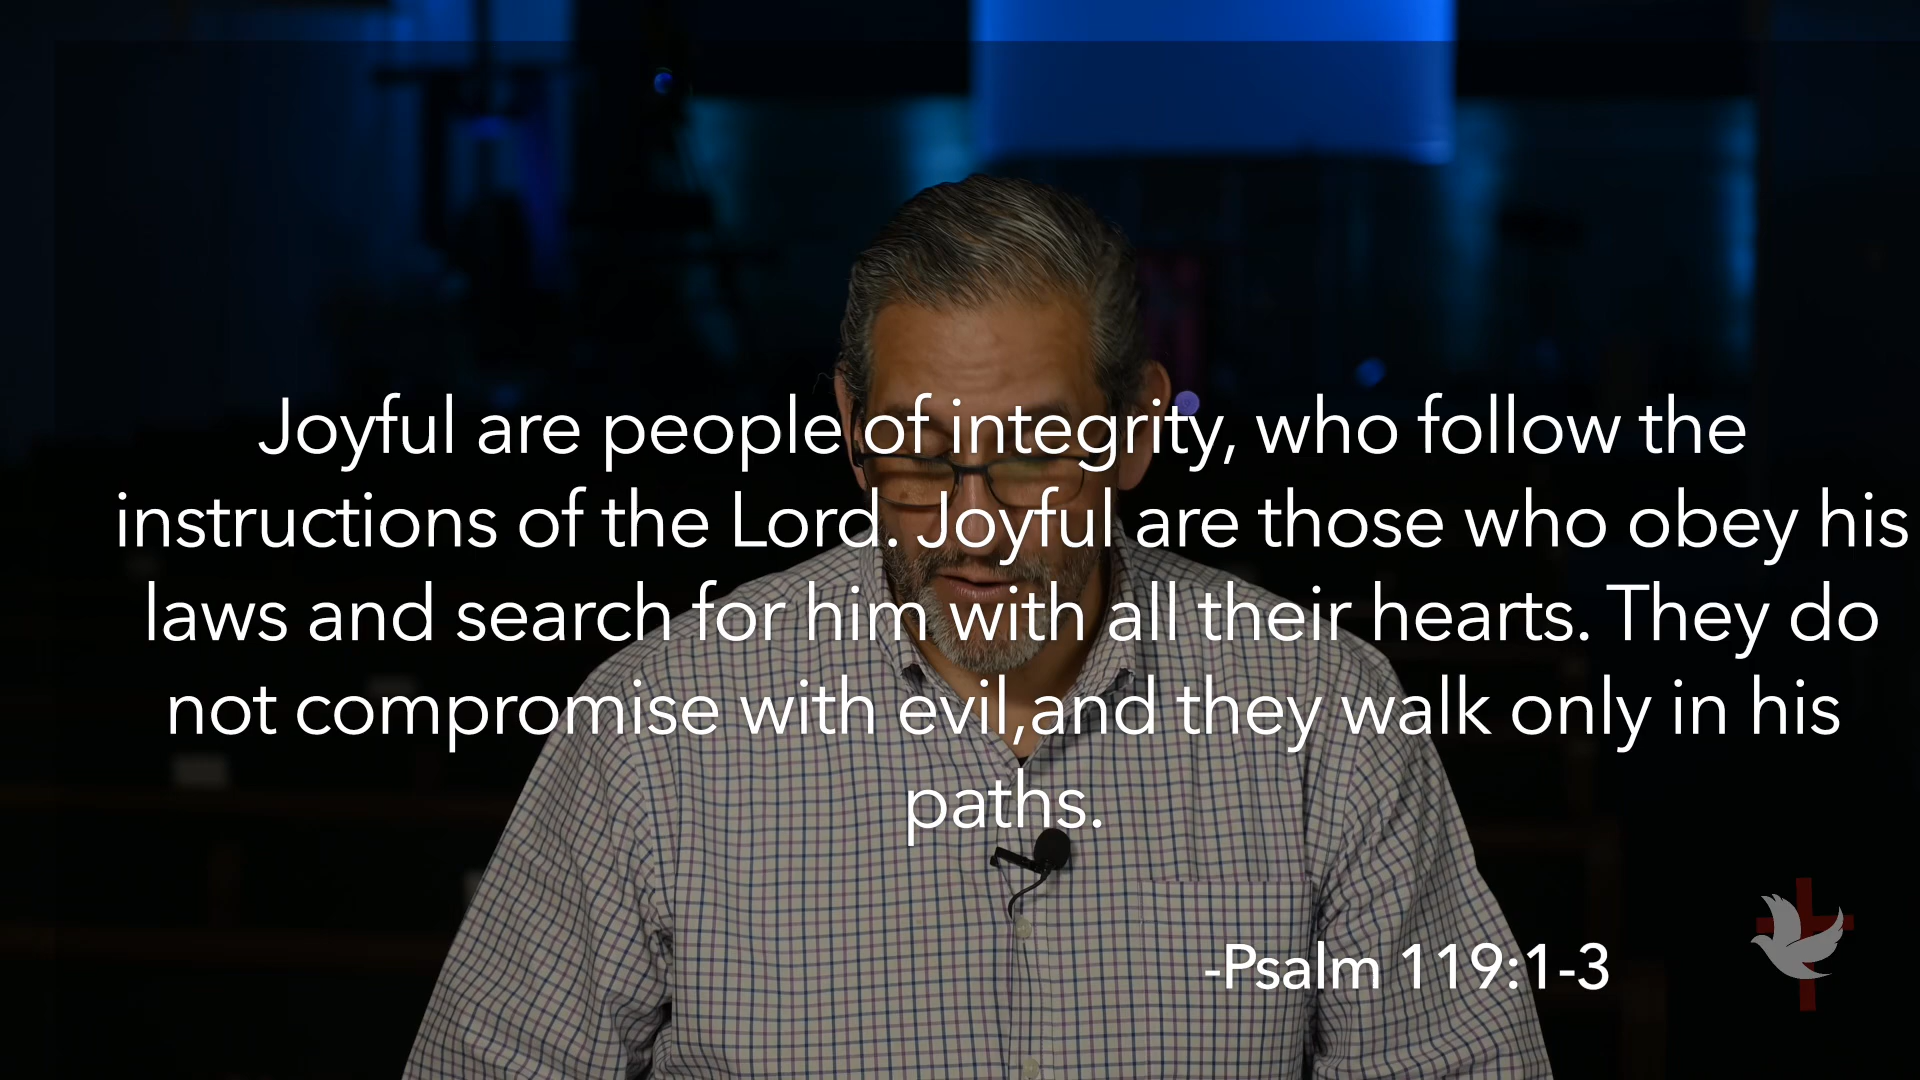 Joyful are people of integrity, who follow the
instructions of the Lord. Joyful are those who obey his
laws and search for him with all their hearts. They do
not compromise with evil,and they walk only in his
paths.
-Psalm 119:1-3